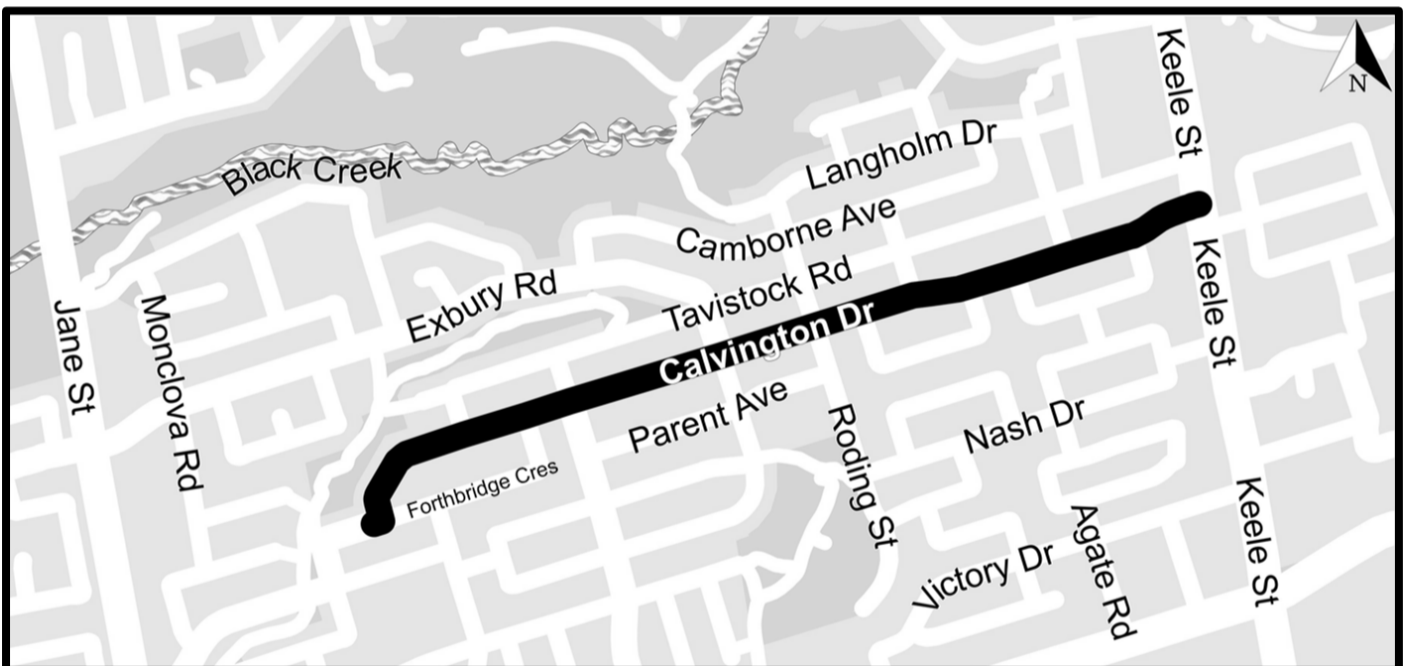 Keele St
N
Langholm Dr
Black Creek
Camborne Ave
Exbury Rd
Tavistock Rd
Keele St
Jane St
Monclova Rd
Calvington Dr
Parent Ave
Roding St
Nash Dr
Forthbridge Cres
Keele St
Agate Rd
Victory Dr